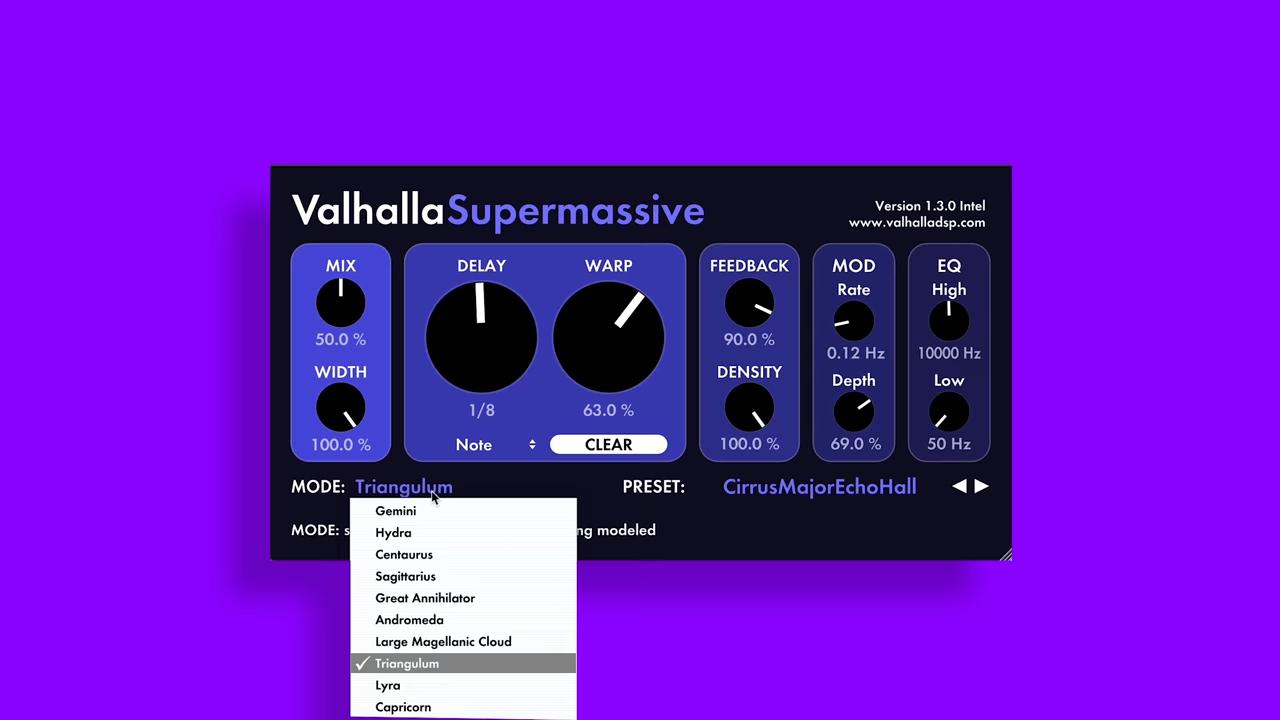 ValhallaSupermassive
Version 1.3.0 Intel
www.valhalladsp.com
MIX
50.0 %
WIDTH
100.0 %
DELAY
1/8
Note
WARP
63.0 %
CLEAR
FEEDBACK
90.0 %
DENSITY
100.0 %
MOD
Rate
0.12 Hz
Depth
69.0 %
EQ
High
10000 Hz
Low
50 Hz
MODE: Triangulum
PRESET: CirrusMajorEchoHall
MODE: s ng modeled
Gemini
Hydra
Centaurus
Sagittarius
Great Annihilator
Andromeda
Large Magellanic Cloud
✓ Triangulum
Lyra
Capricorn